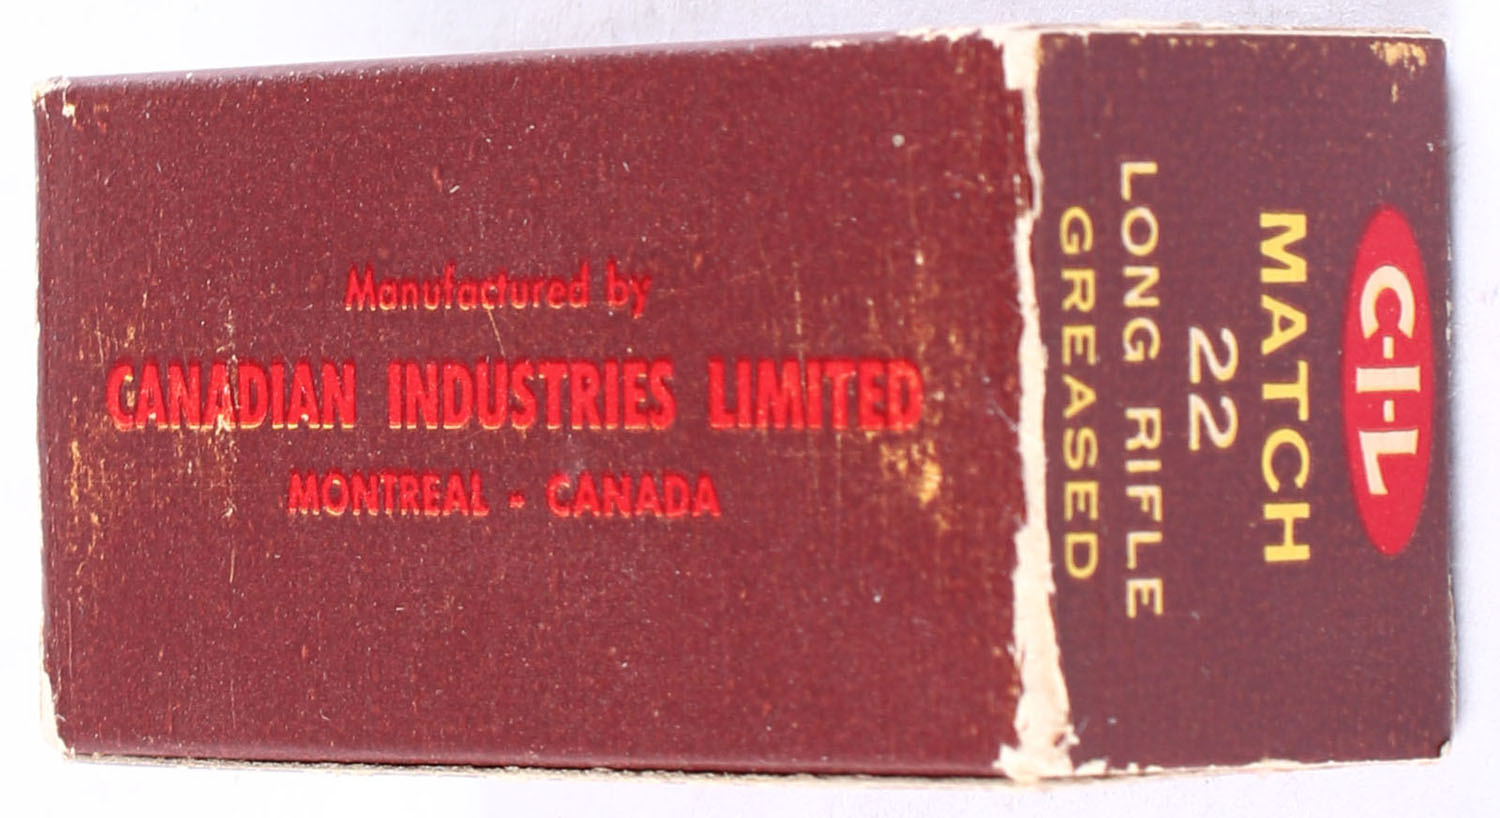 Manufactured by
CANADIAN INDUSTRIES LIMITED
MONTREAL - CANADA
C-I-L
MATCH
22
LONG RIFLE
GREASED